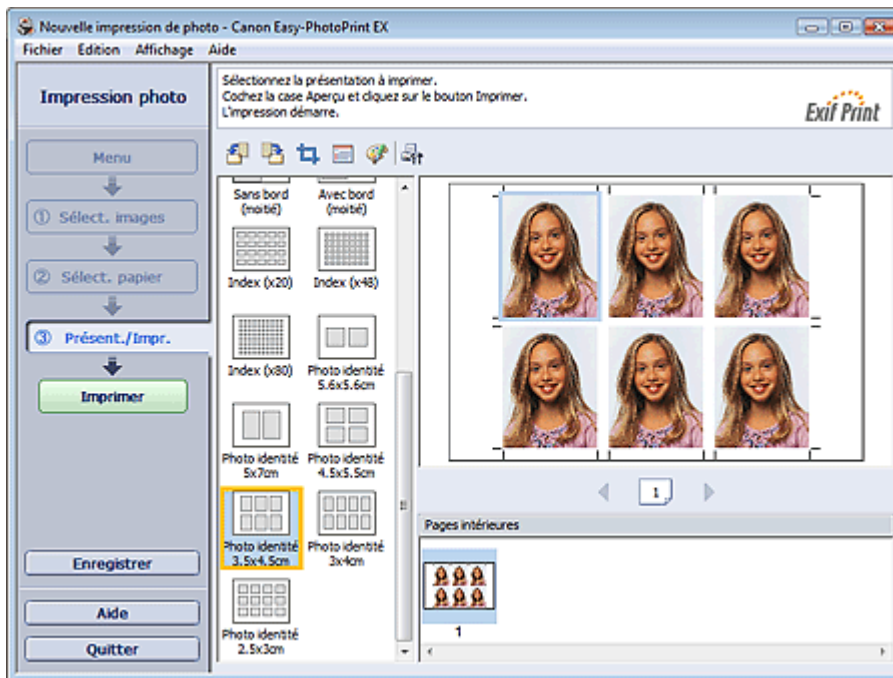 Nouvelle impression de photo - Canon Easy-PhotoPrint EX
Fichier Edition Affichage Aide
Impression photo
Sélectionnez la présentation à imprimer.
Cochez la case Aperçu et cliquez sur le bouton Imprimer.
L'impression démarre.
Exif Print
Menu
① Sélect. images
② Sélect. papier
③ Présent./Impr.
Imprimer
Enregistrer
Aide
Quitter
Sans bord
(moitié)
Avec bord
(moitié)
Index (x20)
Index (x48)
Index (x80)
Photo identité
5.6x5.6cm
Photo identité
5x7cm
Photo identité
4.5x5.5cm
Photo identité
3.5x4.5cm
Photo identité
3x4cm
Photo identité
2.5x3cm
1
Pages intérieures
1